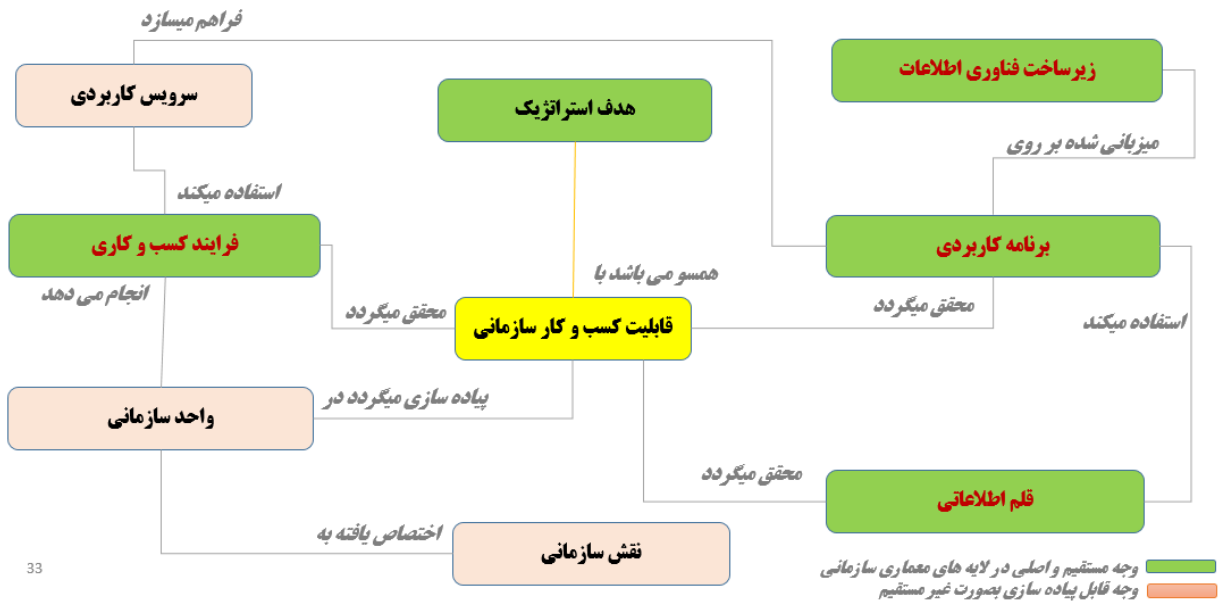 فراهم میسازد
زیرساخت فناوری اطلاعات
سرویس کاربردی
هدف استراتژیک
میزبانی شده بر روی
استفاده میکند
برنامه کاربردی
فرایند کسب و کاری
همسو می باشد با
انجام می دهد
محقق میگردد
محقق میگردد
استفاده میکند
قابلیت کسب و کار سازمانی
پیاده سازی میگردد در
واحد سازمانی
محقق میگردد
قلم اطلاعاتی
اختصاص یافته به
نقش سازمانی
وجه مستقیم و اصلی در لایه های معماری سازمانی
وجه قابل پیاده سازی بصورت غیر مستقیم
33